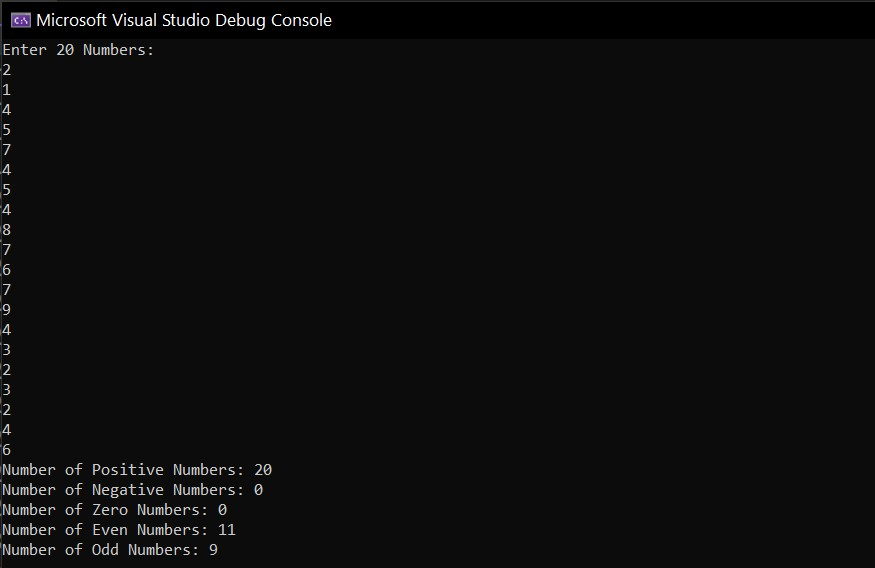 Microsoft Visual Studio Debug Console
Enter 20 Numbers:
2
1
4
5
7
4
5
4
8
7
6
7
9
4
3
2
3
2
4
6
Number of Positive Numbers: 20
Number of Negative Numbers: 0
Number of Zero Numbers: 0
Number of Even Numbers: 11
Number of Odd Numbers: 9